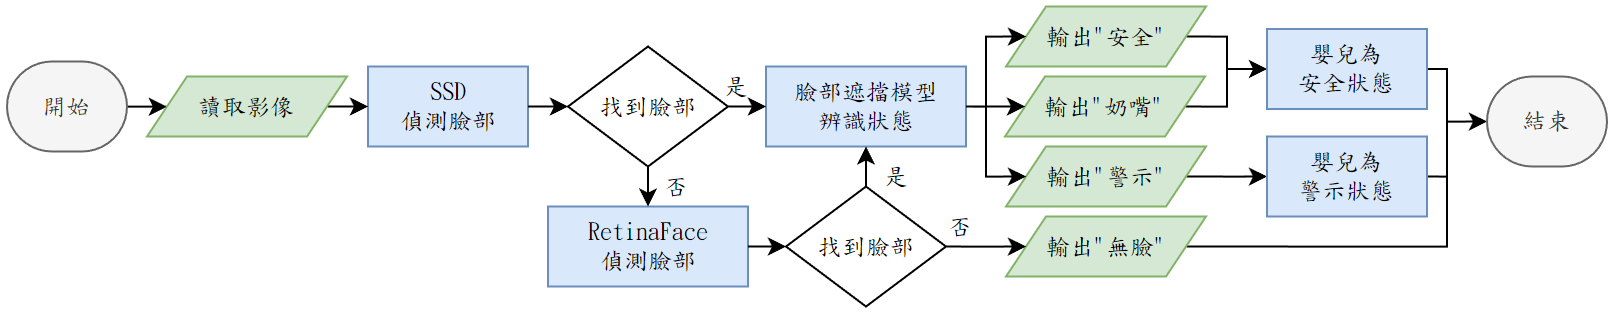 開始
讀取影像
SSD
偵測臉部
找到臉部
是
否
RetinaFace
偵測臉部
找到臉部
是
否
臉部遮擋模型
辨識狀態
輸出"安全"
輸出"奶嘴"
輸出"警示"
輸出"無臉"
嬰兒為
安全狀態
嬰兒為
警示狀態
結束